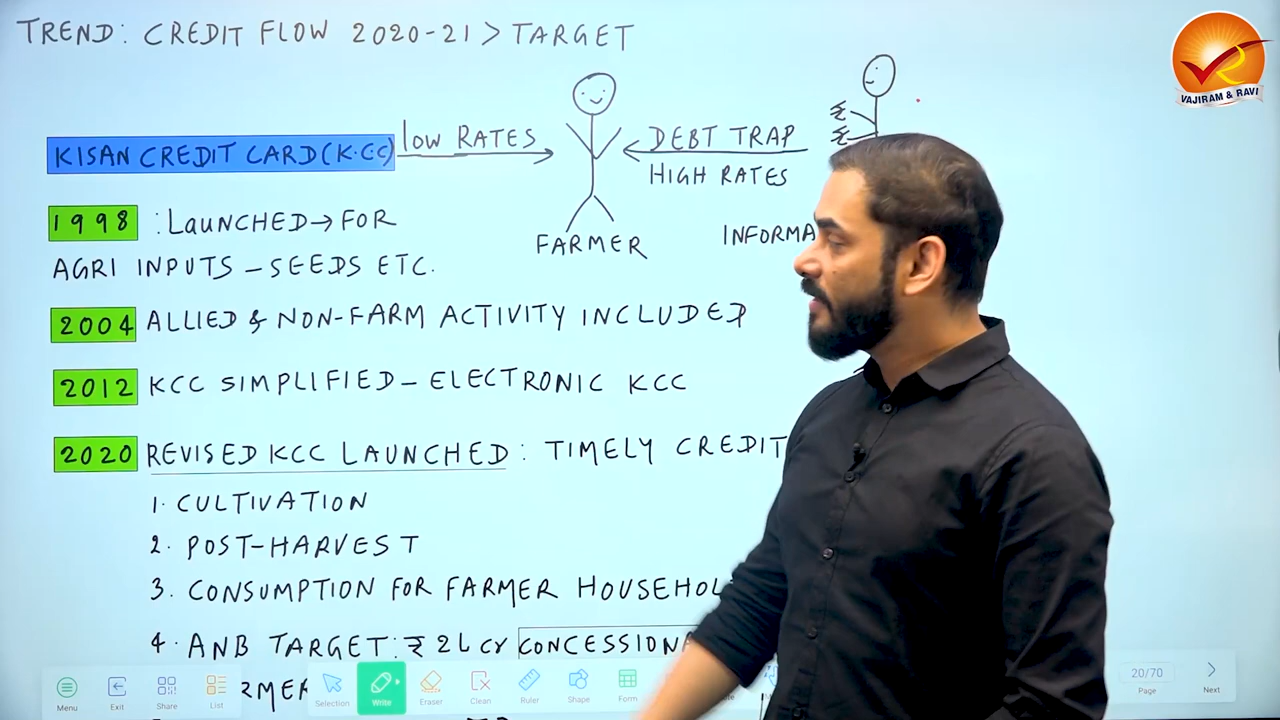 TREND: CREDIT FLOW 2020-21 > TARGET
VAJIRAM & RAVI
KISAN CREDIT CARD (K.CC) LOW RATES DEBT TRAP
HIGH RATES
1998 : LAUNCHED → FOR
FARMER
AGRI INPUTS – SEEDS ETC.
2004 ALLIED & NON-FARM ACTIVITY INCLUDED
2012 KCC SIMPLIFIED – ELECTRONIC KCC
2020 REVISED KCC LAUNCHED : TIMELY CREDIT
1. CULTIVATION
2. POST-HARVEST
3. CONSUMPTION FOR FARMER
4. ANB TARGET: ₹ 2L cr
Menu Exit Share List Selection Write Eraser Clean Ruler Shape Form
20/70
Page
Next